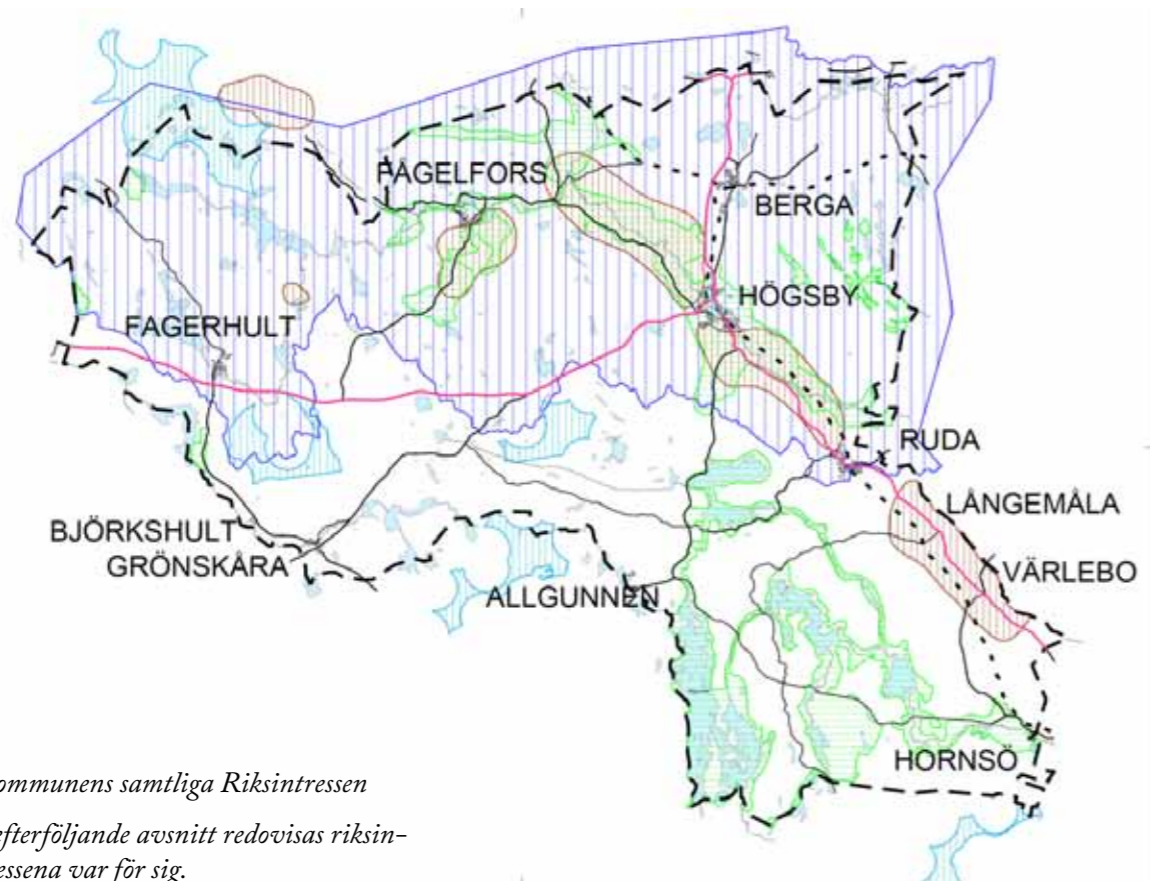 FÅGELFORS
BERGA
HÖGSBY
FAGERHULT
RUDA
LÅNGEMÅLA
BJÖRKSHULT
GRÖNSKÅRA
VÄRLEBO
ALLGUNNEN
HORNSÖ
ommunens samtliga Riksintressen
efterföljande avsnitt redovisas riksin-
essena var för sig.